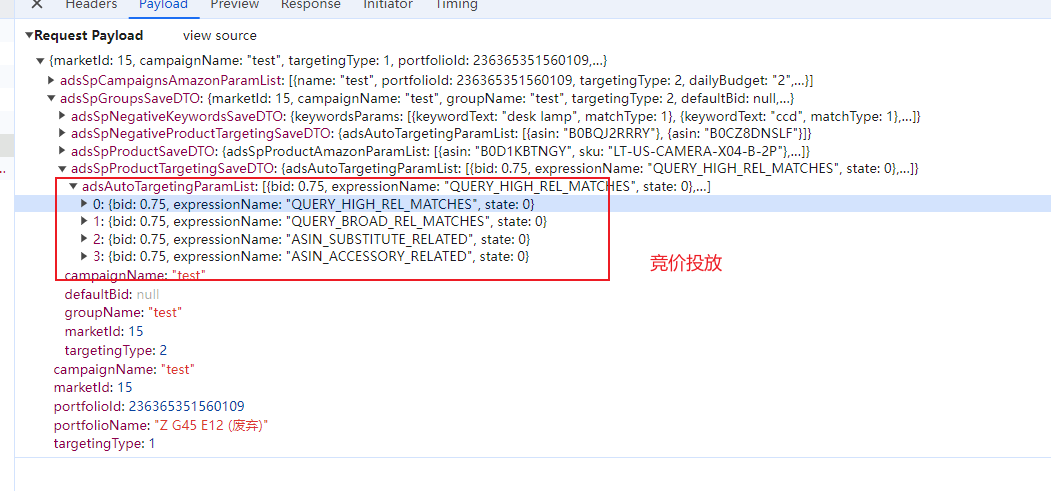 Headers Payload Preview Response Initiator Timing
Request Payload view source
{marketId: 15, campaignName: "test", targetingType: 1, portfolioId: 236365351560109,…}
adsSpCampaignsAmazonParamList: [{name: "test", portfolioId: 236365351560109, targetingType: 2, dailyBudget: "2",…}]
adsSpGroupsSaveDTO: {marketId: 15, campaignName: "test", groupName: "test", targetingType: 2, defaultBid: null,…}
adsSpNegativeKeywordsSaveDTO: {keywordsParams: [{keywordText: "desk lamp", matchType: 1}, {keywordText: "ccd", matchType: 1},…]}
adsSpNegativeProductTargetingSaveDTO: {adsAutoTargetingParamList: [{asin: "B0BQJ2RRRY"}, {asin: "B0CZ8DNSLF"}]}
adsSpProductSaveDTO: {adsSpProductAmazonParamList: [{asin: "B0D1KBTNGY", sku: "LT-US-CAMERA-X04-B-2P"},…]}
adsSpProductTargetingSaveDTO: {adsAutoTargetingParamList: [{bid: 0.75, expressionName: "QUERY_HIGH_REL_MATCHES", state: 0},…]}
adsAutoTargetingParamList: [{bid: 0.75, expressionName: "QUERY_HIGH_REL_MATCHES", state: 0},…]
0: {bid: 0.75, expressionName: "QUERY_HIGH_REL_MATCHES", state: 0}
1: {bid: 0.75, expressionName: "QUERY_BROAD_REL_MATCHES", state: 0}
2: {bid: 0.75, expressionName: "ASIN_SUBSTITUTE_RELATED", state: 0}
3: {bid: 0.75, expressionName: "ASIN_ACCESSORY_RELATED", state: 0}
竞价投放
campaignName: "test"
defaultBid: null
groupName: "test"
marketId: 15
targetingType: 2
campaignName: "test"
marketId: 15
portfolioId: 236365351560109
portfolioName: "Z G45 E12 (废弃)"
targetingType: 1